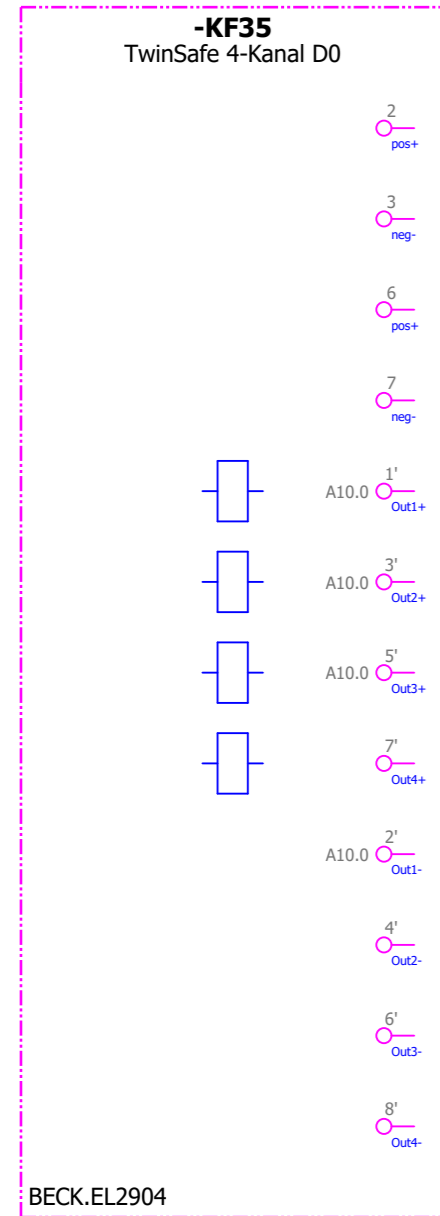 -KF35
TwinSafe 4-Kanal D0
2
pos+
3
neg-
6
pos+
7
neg-
1'
A10.0
Out1+
3'
A10.0
Out2+
5'
A10.0
Out3+
7'
Out4+
2'
A10.0
Out1-
4'
Out2-
6'
Out3-
8'
Out4-
BECK.EL2904